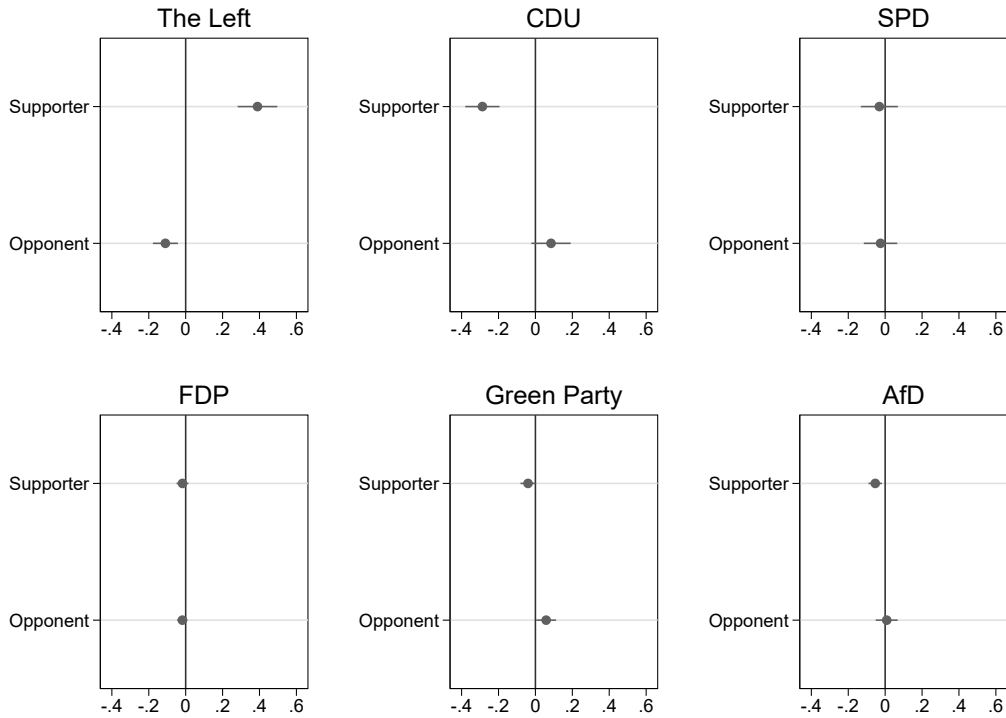 The Left
CDU
SPD
Supporter
Supporter
Supporter
Opponent
Opponent
Opponent
-.4 -.2 0 .2 .4 .6
-.4 -.2 0 .2 .4 .6
-.4 -.2 0 .2 .4 .6
FDP
Green Party
AfD
Supporter
Supporter
Supporter
Opponent
Opponent
Opponent
-.4 -.2 0 .2 .4 .6
-.4 -.2 0 .2 .4 .6
-.4 -.2 0 .2 .4 .6